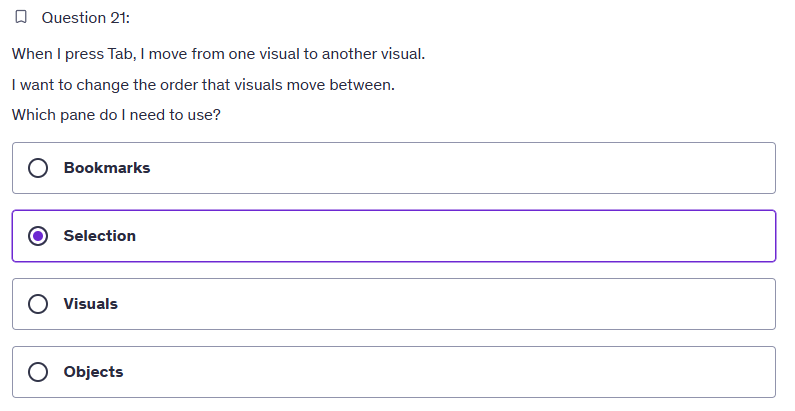 Question 21:
When I press Tab, I move from one visual to another visual.
I want to change the order that visuals move between.
Which pane do I need to use?
Bookmarks
Selection
Visuals
Objects